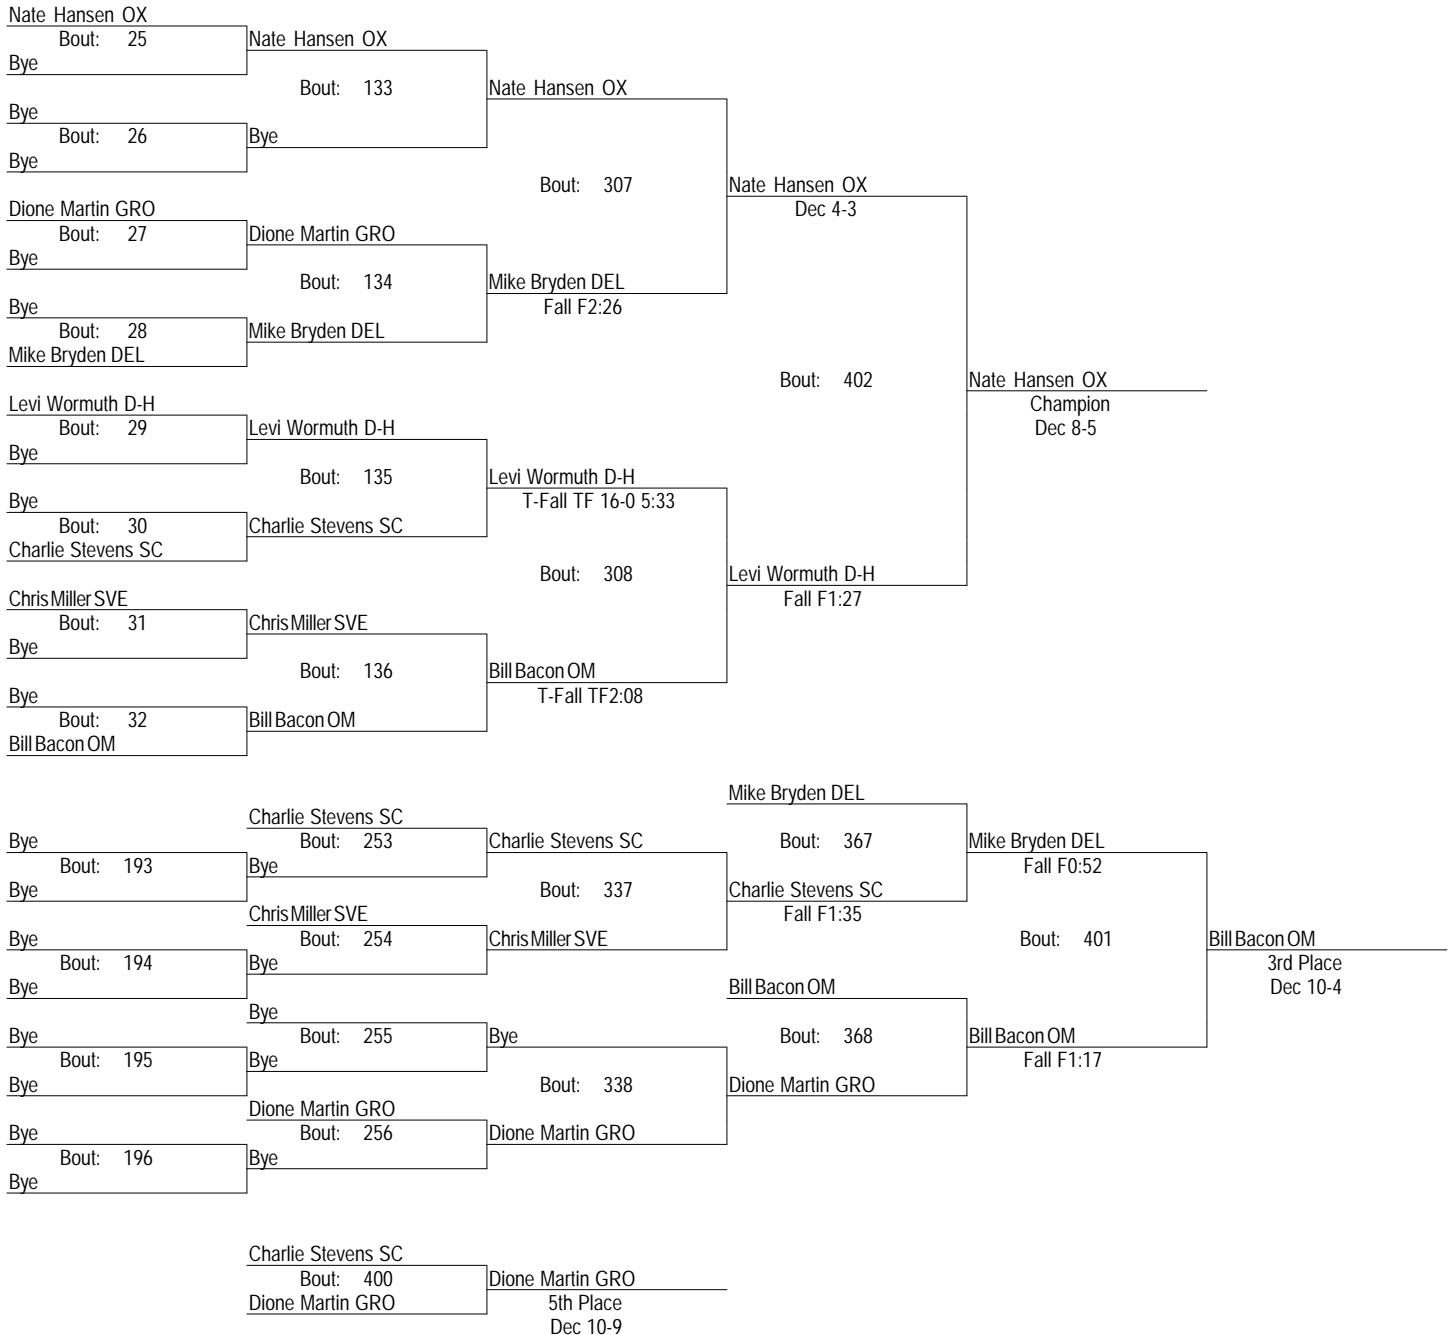 Nate Hansen OX
Bout: 25
Nate Hansen OX
Bye
Bout: 133
Nate Hansen OX
Bye
Bout: 26
Bye
Bye
Bout: 307
Nate Hansen OX
Dec 4-3
Dione Martin GRO
Bout: 27
Dione Martin GRO
Bye
Bout: 134
Mike Bryden DEL
Fall F2:26
Bye
Bout: 28
Mike Bryden DEL
Mike Bryden DEL
Bout: 402
Nate Hansen OX
Champion
Dec 8-5
Levi Wormuth D-H
Bout: 29
Levi Wormuth D-H
Bye
Bout: 135
Levi Wormuth D-H
T-Fall TF 16-0 5:33
Bye
Bout: 30
Charlie Stevens SC
Charlie Stevens SC
Bout: 308
Levi Wormuth D-H
Fall F1:27
Chris Miller SVE
Bout: 31
Chris Miller SVE
Bye
Bout: 136
Bill Bacon OM
T-Fall TF2:08
Bye
Bout: 32
Bill Bacon OM
Bill Bacon OM
Mike Bryden DEL
Charlie Stevens SC
Bye
Bout: 253
Charlie Stevens SC
Bout: 367
Mike Bryden DEL
Bout: 193
Bye
Fall F0:52
Bye
Bout: 337
Charlie Stevens SC
Chris Miller SVE
Fall F1:35
Bye
Bout: 254
Chris Miller SVE
Bout: 401
Bill Bacon OM
Bout: 194
Bye
3rd Place
Bye
Bill Bacon OM
Dec 10-4
Bye
Bye
Bout: 255
Bye
Bout: 368
Bill Bacon OM
Bout: 195
Bye
Fall F1:17
Bye
Bout: 338
Dione Martin GRO
Dione Martin GRO
Bye
Bout: 256
Dione Martin GRO
Bout: 196
Bye
Bye
Charlie Stevens SC
Bout: 400
Dione Martin GRO
Dione Martin GRO
5th Place
Dec 10-9